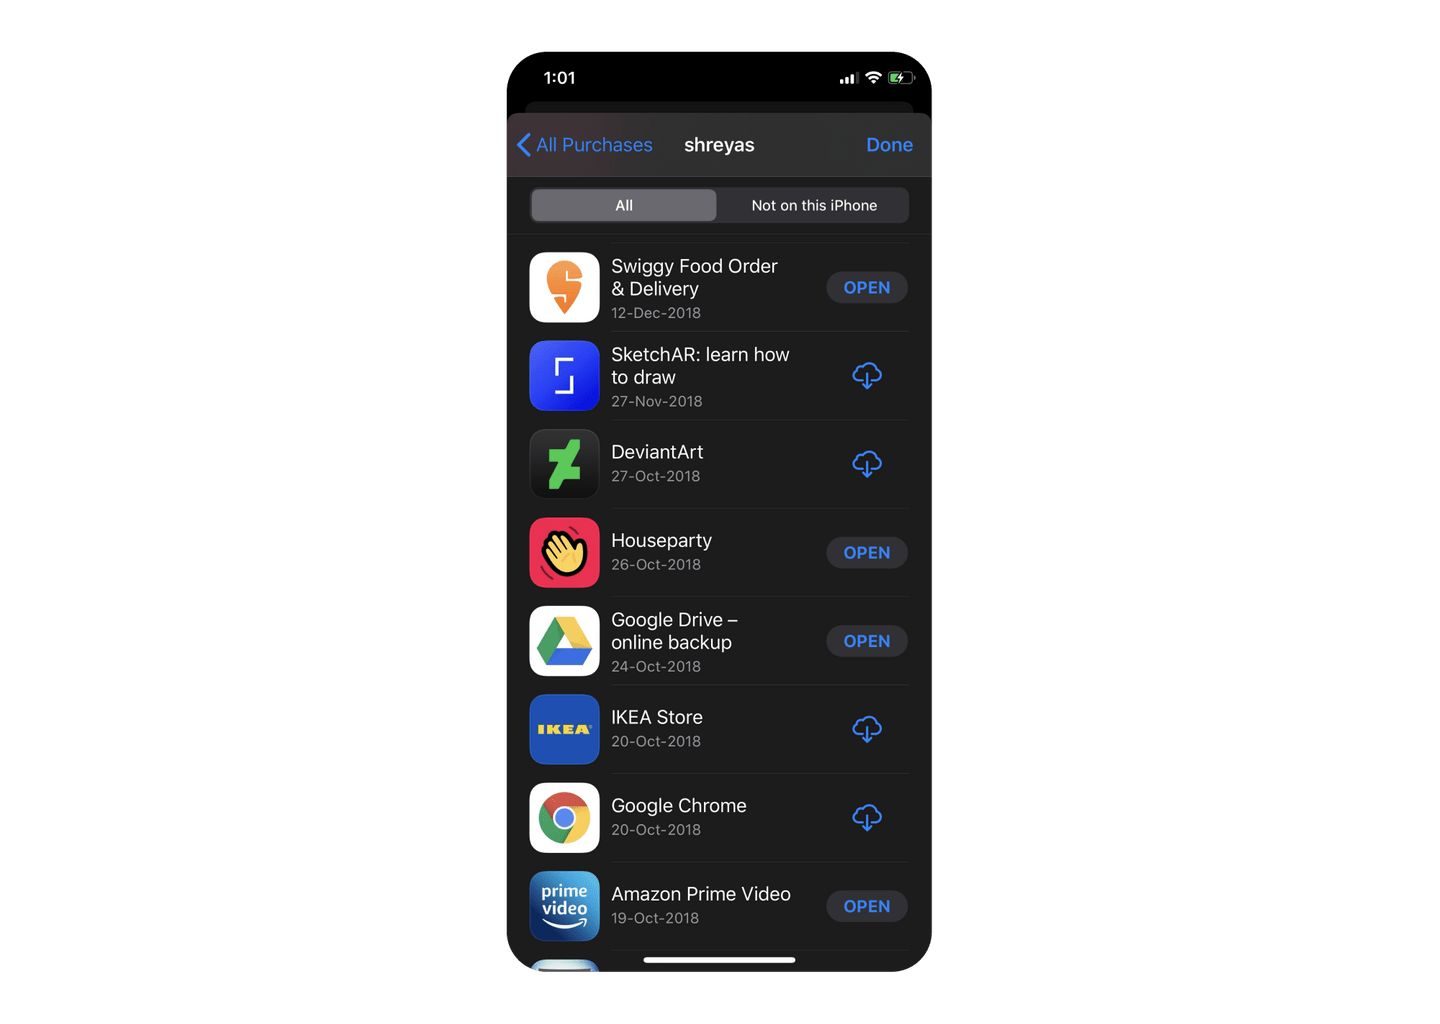 1:01
All Purchases shreyas Done
All Not on this iPhone
Swiggy Food Order
& Delivery
12-Dec-2018
OPEN
SketchAR: learn how
to draw
27-Nov-2018
DeviantArt
27-Oct-2018
Houseparty
26-Oct-2018
OPEN
Google Drive –
online backup
24-Oct-2018
OPEN
IKEA
IKEA Store
20-Oct-2018
Google Chrome
20-Oct-2018
prime
video
Amazon Prime Video
19-Oct-2018
OPEN